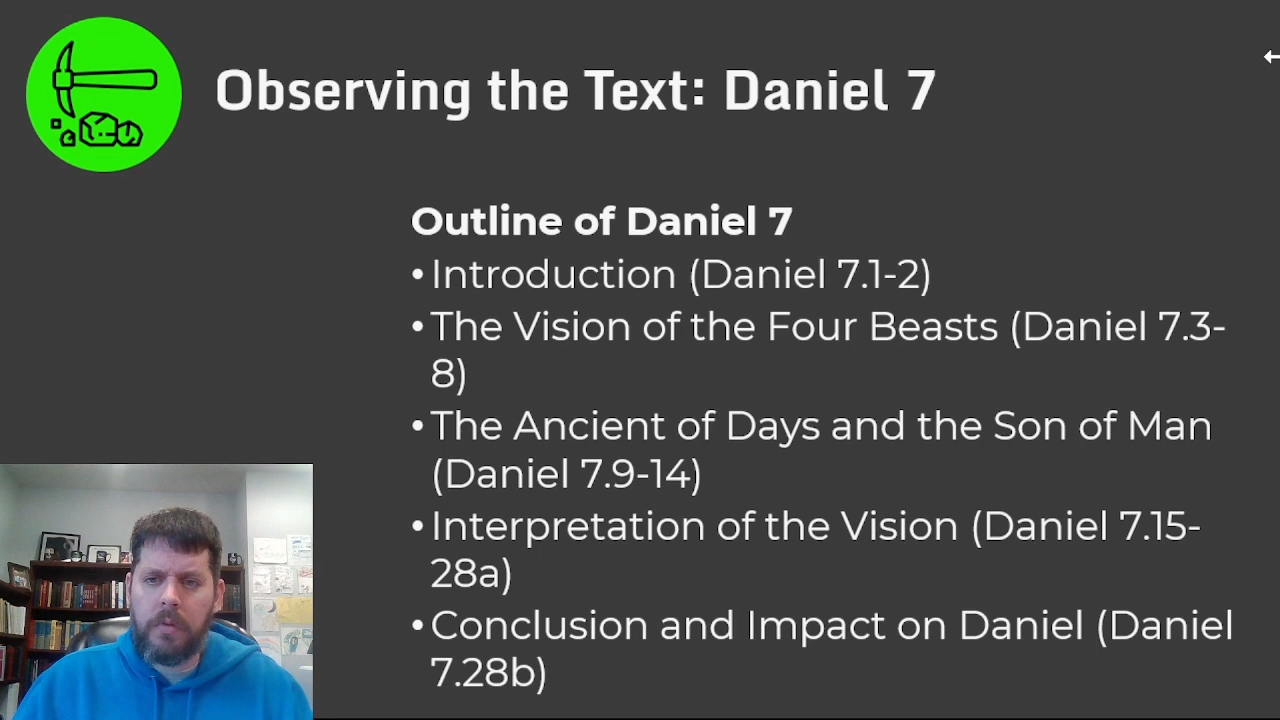 Observing the Text: Daniel 7
Outline of Daniel 7
•Introduction (Daniel 7.1-2)
•The Vision of the Four Beasts (Daniel 7.3-
8)
•The Ancient of Days and the Son of Man
(Daniel 7.9-14)
•Interpretation of the Vision (Daniel 7.15-
28a)
•Conclusion and Impact on Daniel (Daniel
7.28b)